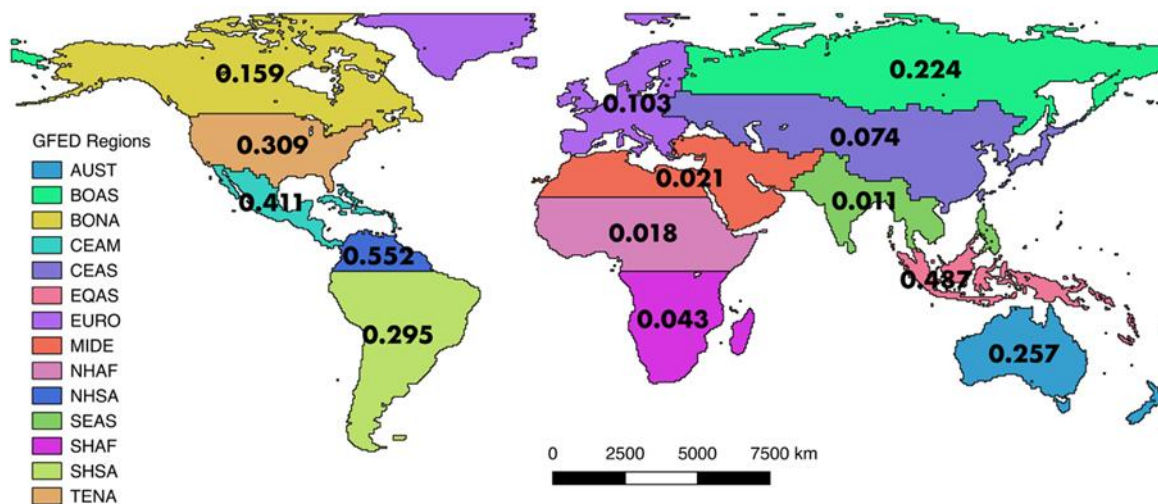 0.159
0.224
0.103
0.074
0.309
GFED Regions
AUST
BOAS
BONA
CEAM
CEAS
EQAS
EURO
MIDE
NHAF
NHSA
SEAS
SHAF
SHSA
TENA
0.021
0.011
0.411
0.018
0.552
0.487
0.295
0.043
0.257
0 2500 5000 7500 km